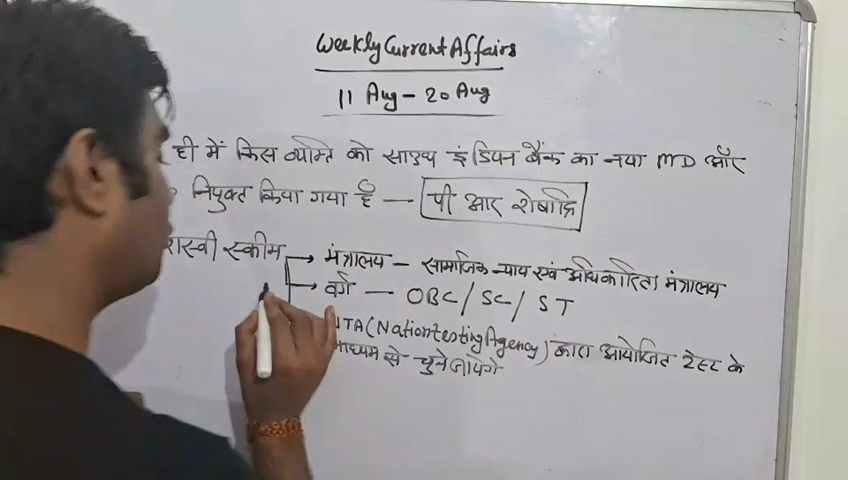 Weekly Current Affairs
11 Aug - 20 Aug
ही में किस व्यक्ति को साउथ इंडियन बैंक का नया MD और
नियुक्त किया गया है — पी आर शेषाद्रि
स्कीम → मंत्रालय - सामाजिक न्याय एवं अधिकारिता मंत्रालय
→ वर्ग — OBC / SC / ST
NTA (Nation testing Agency) द्वारा आयोजित टेस्ट के
माध्यम से चुने जायेंगे